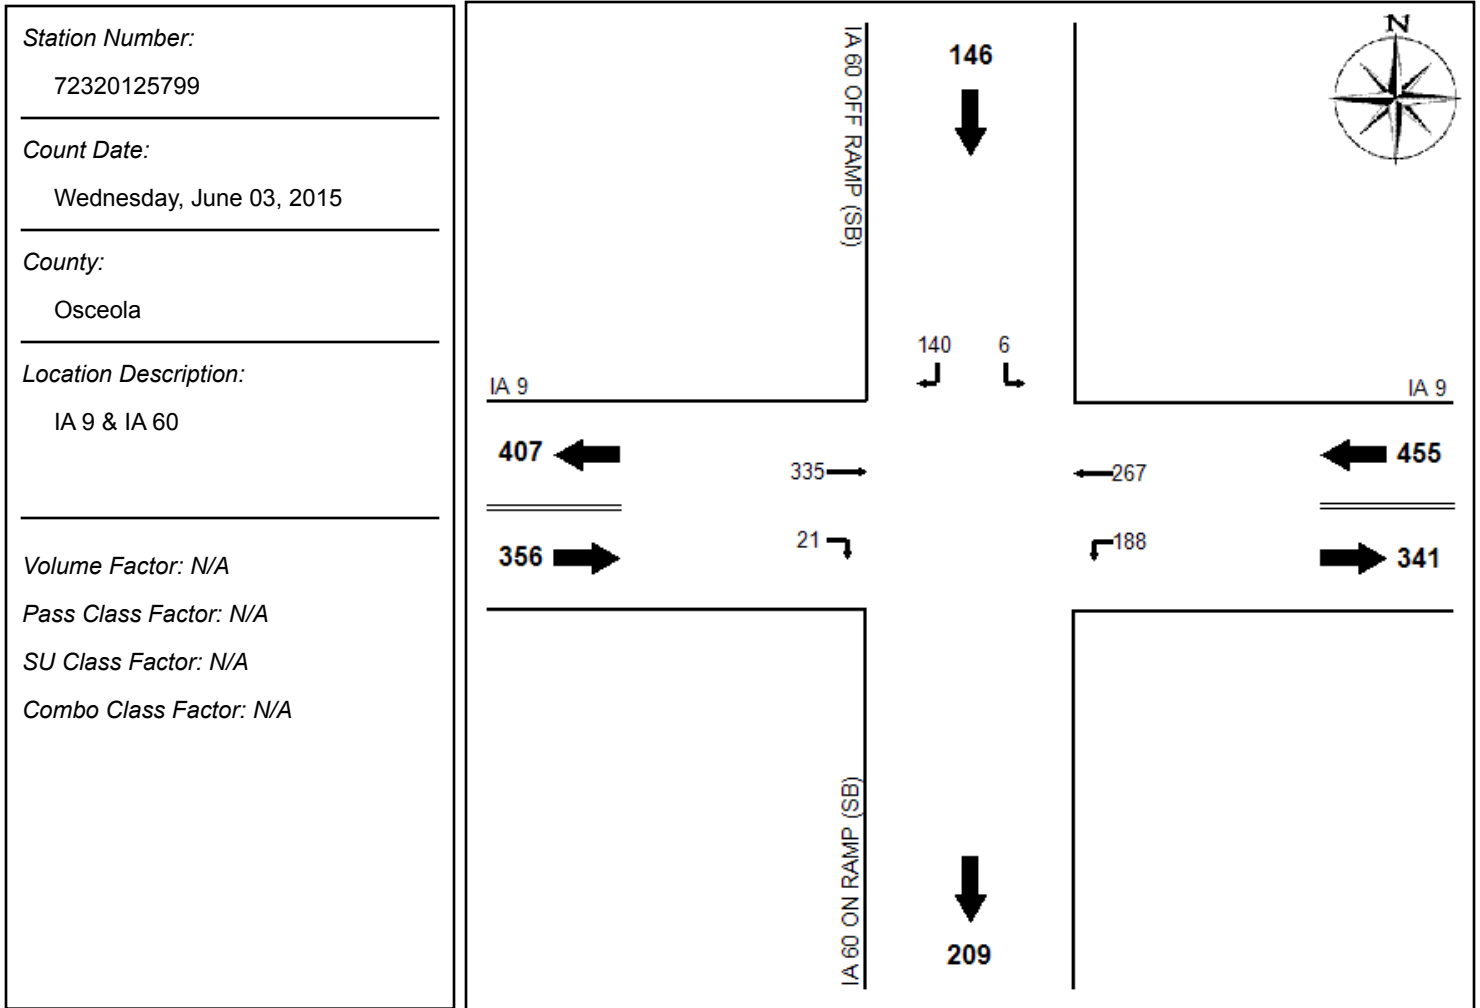 Station Number:
72320125799
Count Date:
Wednesday, June 03, 2015
County:
Osceola
Location Description:
IA 9 & IA 60
Volume Factor: N/A
Pass Class Factor: N/A
SU Class Factor: N/A
Combo Class Factor: N/A
N
IA 60 OFF RAMP (SB)
146
140 6
IA 9 IA 9
407 455
335 267
21 188
356 341
IA 60 ON RAMP (SB)
209